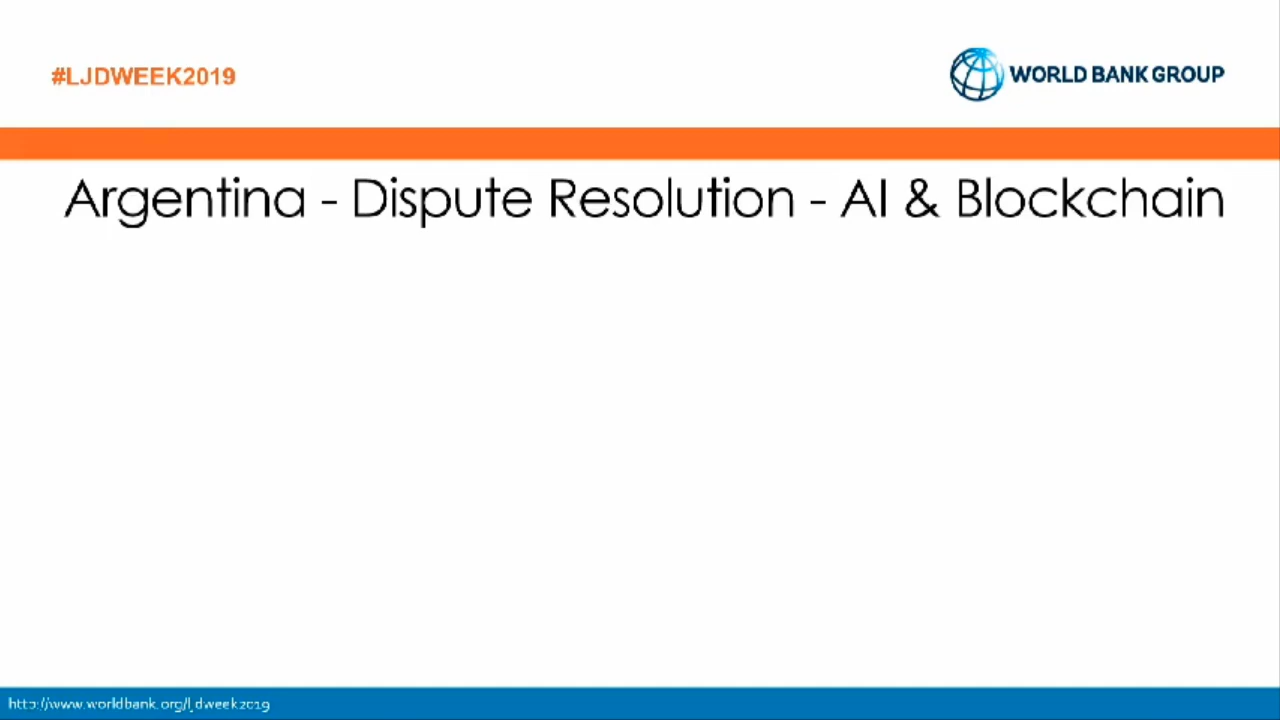 #LJDWEEK2019
WORLD BANK GROUP
Argentina - Dispute Resolution - AI & Blockchain
http://www.worldbank.org/ljdweek2019